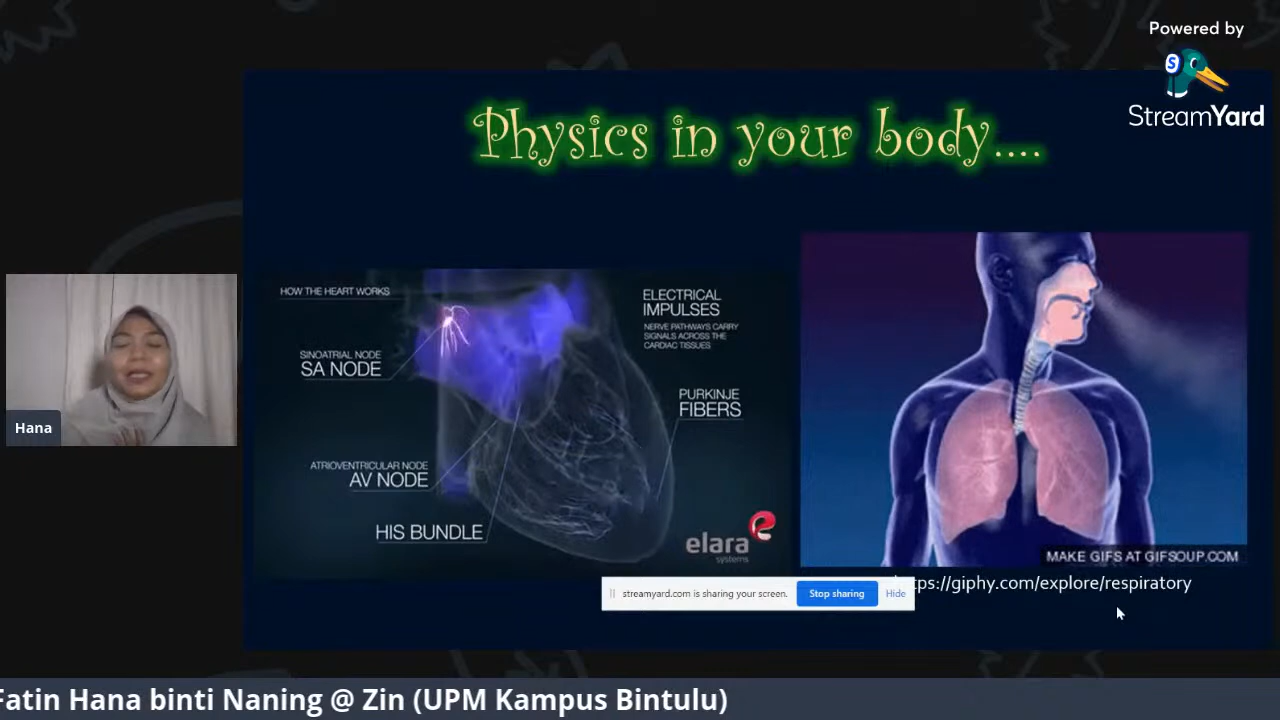 Powered by
StreamYard
Physics in your body....
HOW THE HEART WORKS
ELECTRICAL
IMPULSES
NERVE PATHWAYS CARRY
SIGNALS ACROSS THE
CARDIAC TISSUES
SINOATRIAL NODE
SA NODE
PURKINJE
FIBERS
ATRIOVENTRICULAR NODE
AV NODE
HIS BUNDLE
elara
systems
MAKE GIFS AT GIFSOUP.COM
tps://giphy.com/explore/respiratory
streamyard.com is sharing your screen.
Stop sharing
Hide
Hana
Fatin Hana binti Naning @ Zin (UPM Kampus Bintulu)